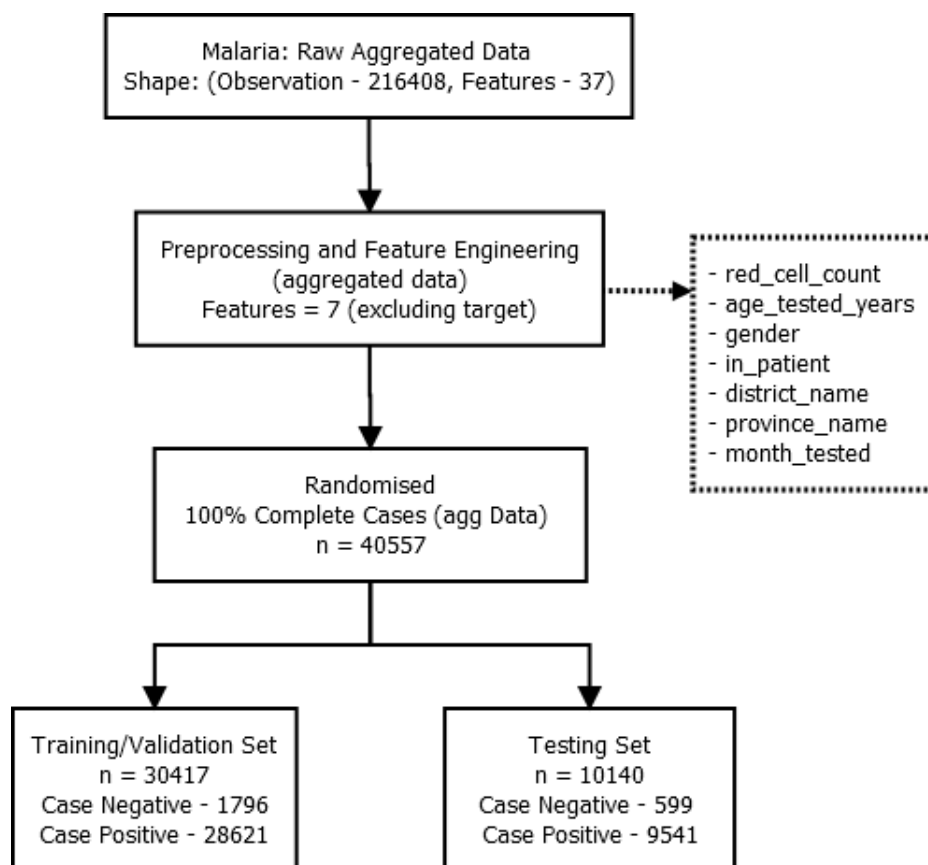 Malaria: Raw Aggregated Data
Shape: (Observation - 216408, Features - 37)
Preprocessing and Feature Engineering
(aggregated data)
Features = 7 (excluding target)
- red_cell_count
- age_tested_years
- gender
- in_patient
- district_name
- province_name
- month_tested
Randomised
100% Complete Cases (agg Data)
n = 40557
Training/Validation Set
n = 30417
Case Negative - 1796
Case Positive - 28621
Testing Set
n = 10140
Case Negative - 599
Case Positive - 9541